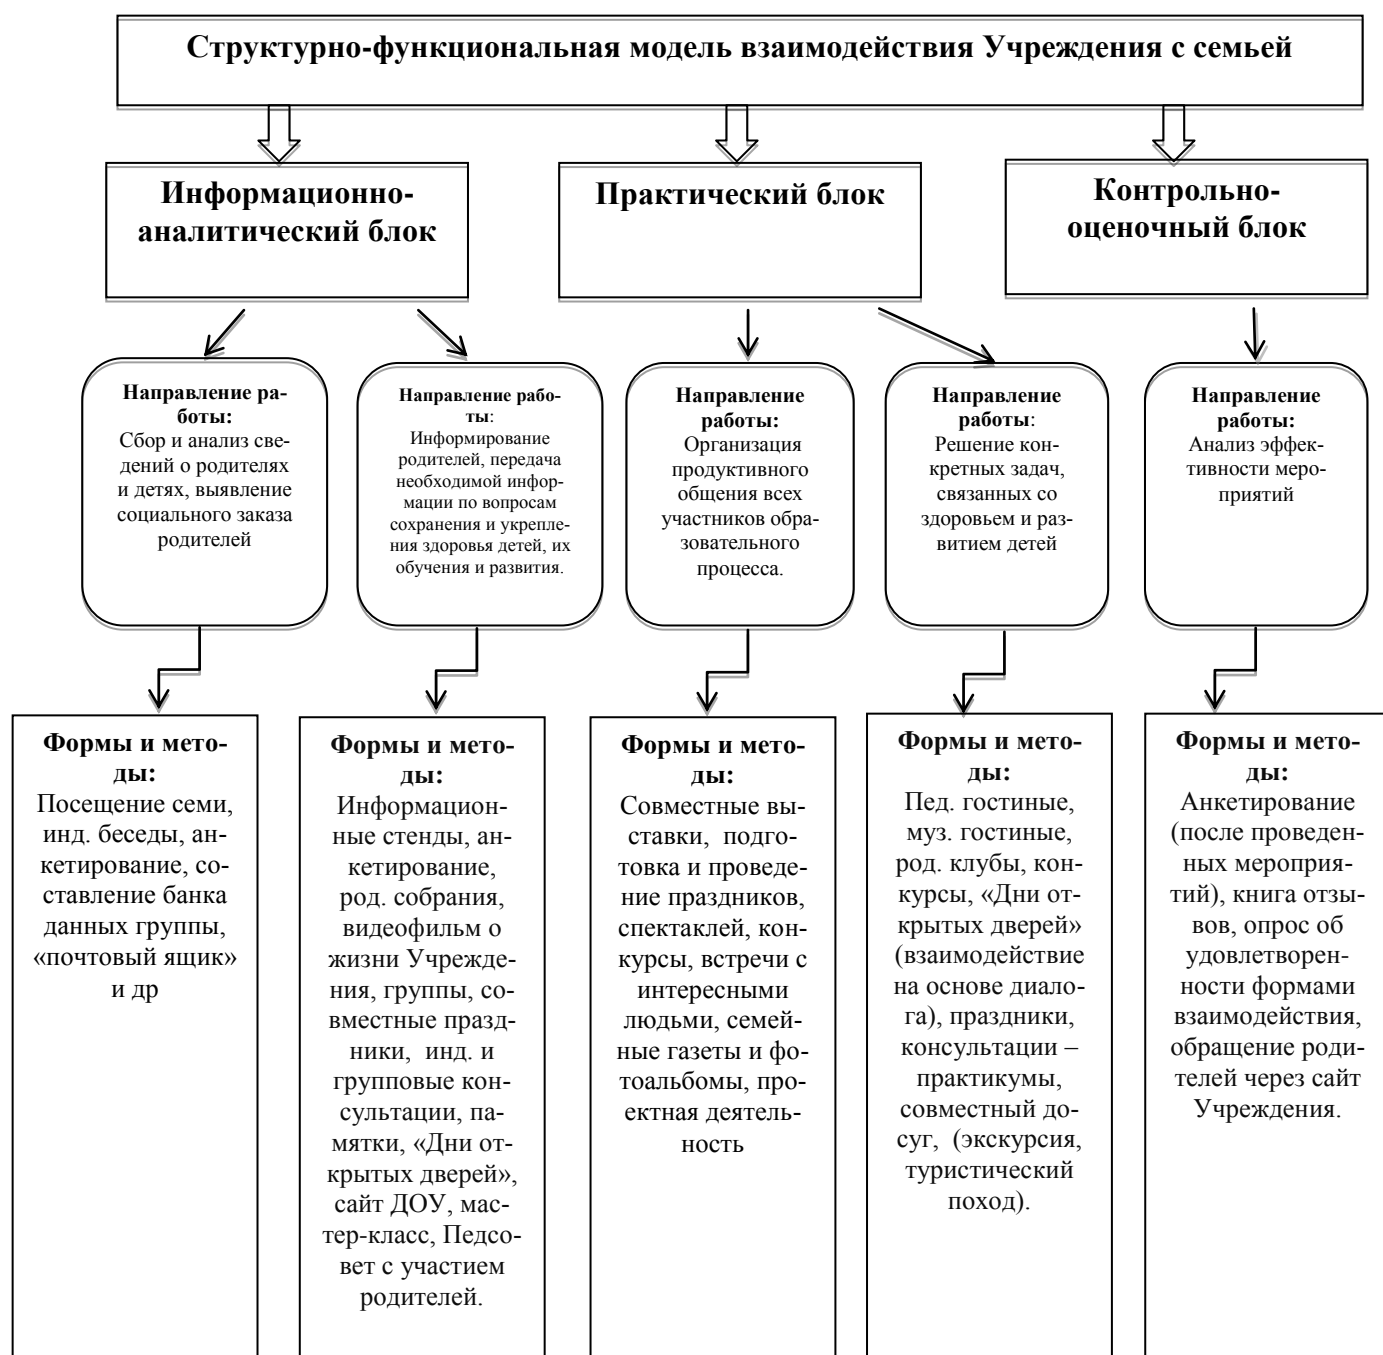 Структурно-функциональная модель взаимодействия Учреждения с семьей
Информационно-
аналитический блок
Практический блок
Контрольно-
оценочный блок
Направление ра-
боты:
Сбор и анализ све-
дений о родителях
и детях, выявление
социального заказа
родителей
Направление рабо-
ты:
Информирование
родителей, передача
необходимой инфор-
мации по вопросам
сохранения и укрепле-
ния здоровья детей, их
обучения и развития.
Направление
работы:
Организация
продуктивного
общения всех
участников обра-
зовательного
процесса.
Направление
работы:
Решение кон-
кретных задач,
связанных со
здоровьем и раз-
витием детей
Направление
работы:
Анализ эффек-
тивности меро-
приятий
Формы и мето-
ды:
Посещение семи,
инд. беседы, ан-
кетирование, со-
ставление банка
данных группы,
«почтовый ящик»
и др
Формы и мето-
ды:
Информацион-
ные стенды, ан-
кетирование,
род. собрания,
видеофильм о
жизни Учрежде-
ния, группы, со-
вместные празд-
ники, инд. и
групповые кон-
сультации, па-
мятки, «Дни от-
крытых дверей»,
сайт ДОУ, мас-
тер-класс, Педсо-
вет с участием
родителей.
Формы и мето-
ды:
Совместные вы-
ставки, подго-
товка и проведе-
ние праздников,
спектаклей, кон-
курсы, встречи с
интересными
людьми, семей-
ные газеты и фо-
тоальбомы, про-
ектная деятель-
ность
Формы и мето-
ды:
Пед. гостиные,
муз. гостиные,
род. клубы, кон-
курсы, «Дни от-
крытых дверей»
(взаимодействие
на основе диало-
га), праздники,
консультации –
практикумы,
совместный до-
суг, (экскурсия,
туристический
поход).
Формы и мето-
ды:
Анкетирование
(после проведен-
ных мероприя-
тий), книга отзы-
вов, опрос об
удовлетворен-
ности формами
взаимодействия,
обращение роди-
телей через сайт
Учреждения.